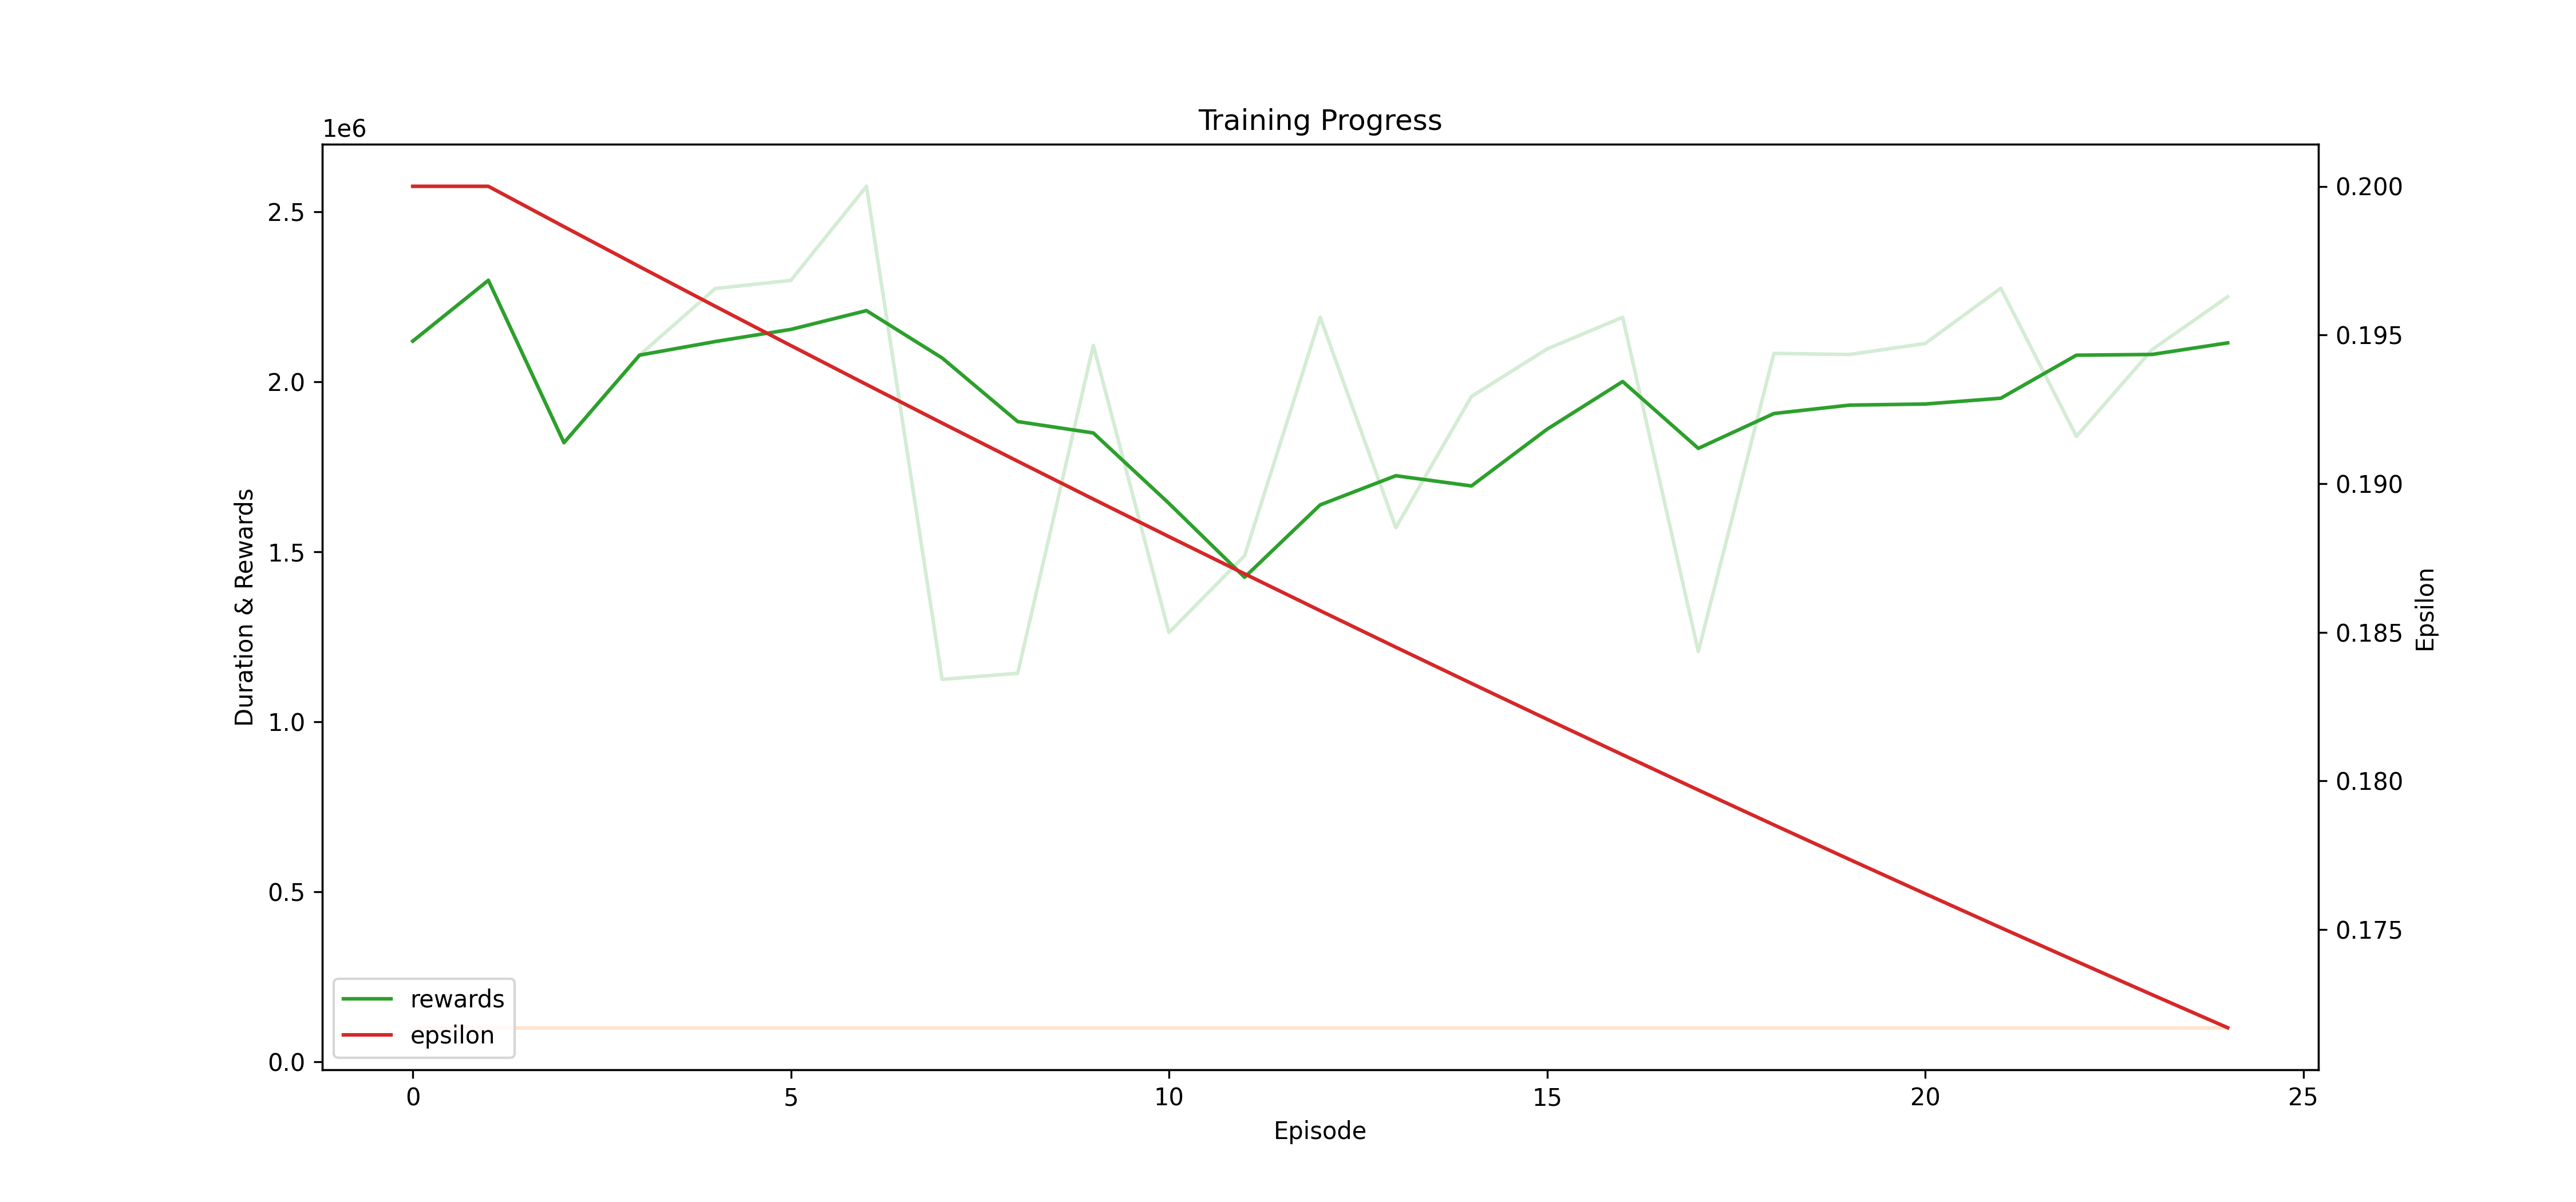 Training Progress
1e6
2.5
2.0
1.5
1.0
0.5
0.0
Duration & Rewards
0.200
0.195
0.190
0.185
0.180
0.175
Epsilon
rewards
epsilon
0 5 10 15 20 25
Episode